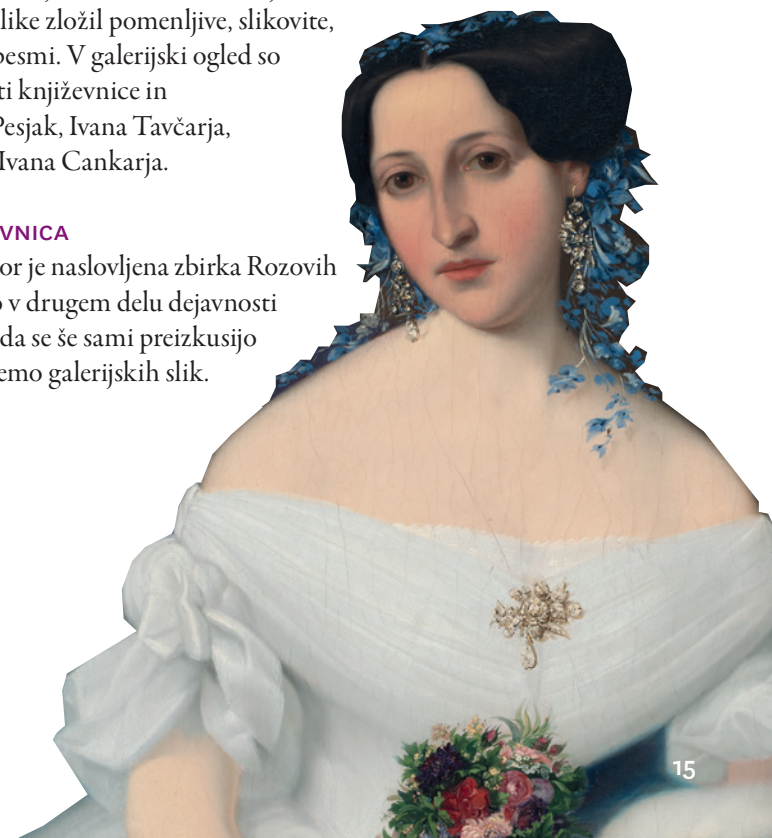 like zložil pomenljive, slikovite,
pesmi. V galerijski ogled so
ti književnice in
Pesjak, Ivana Tavčarja,
Ivana Cankarja.
VNICA
or je naslovljena zbirka Rozovih
v drugem delu dejavnosti
da se še sami preizkusijo
emo galerijskih slik.
15